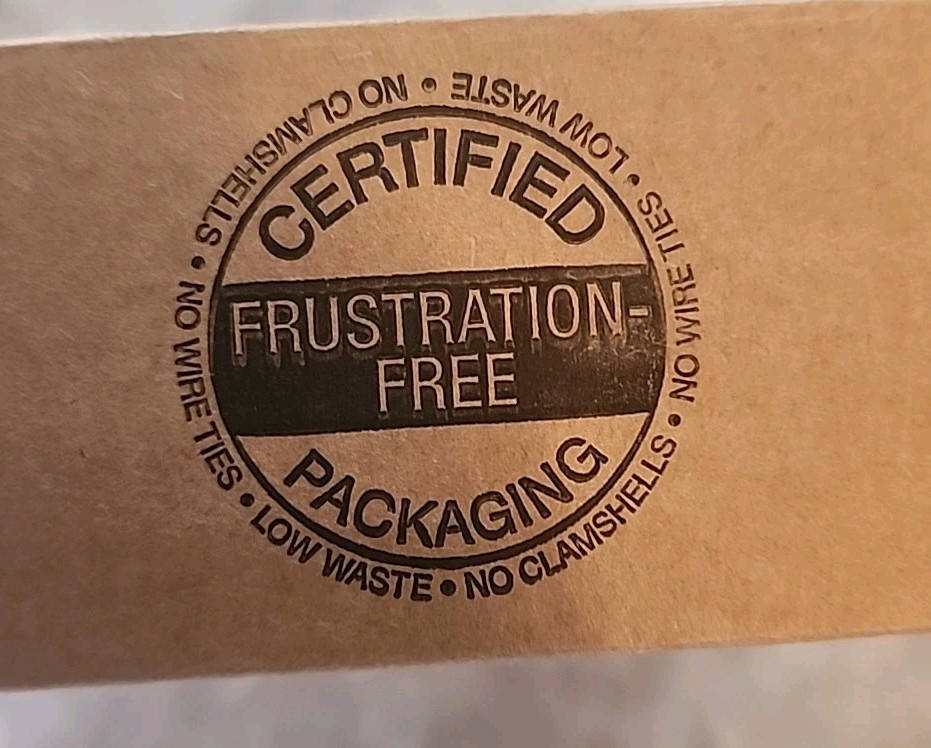 CERTIFIED
FRUSTRATION-
FREE
PACKAGING
NO WIRE TIES • LOW WASTE • NO CLAMSHELLS • NO WIRE TIES • LOW WASTE • NO CLAMSHELLS •